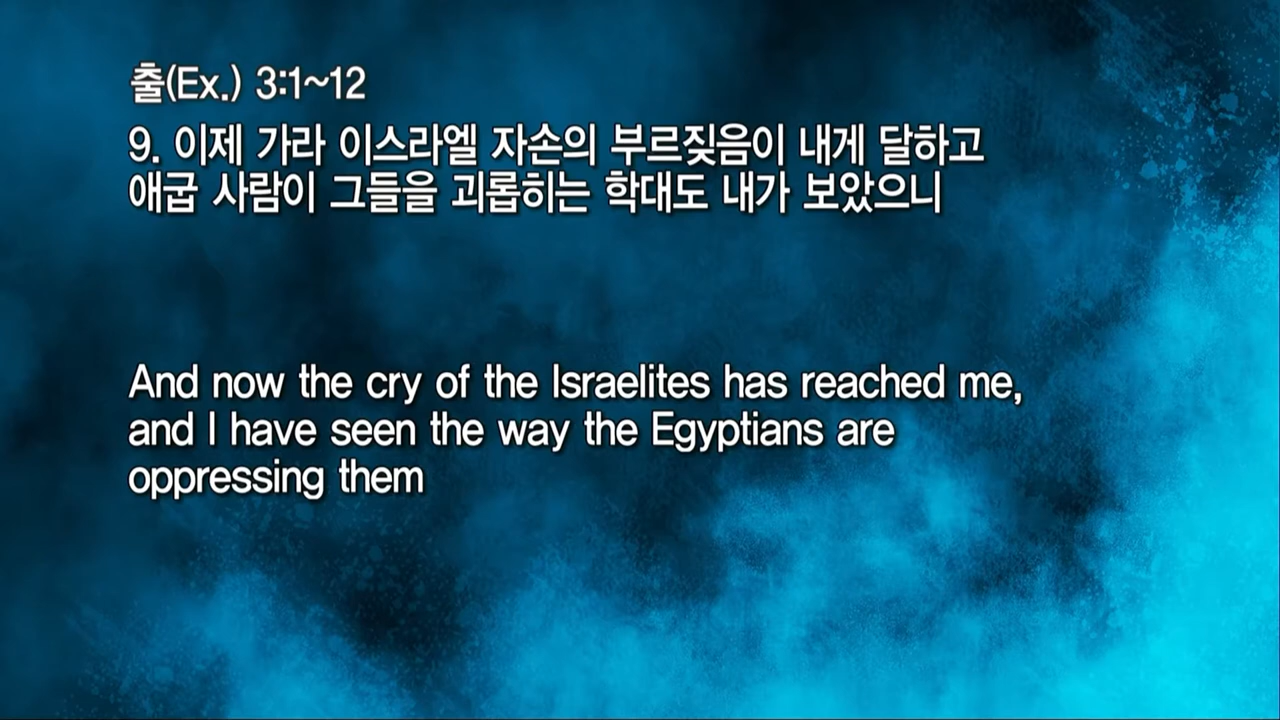 출(Ex.) 3:1~12
9. 이제 가라 이스라엘 자손의 부르짖음이 내게 달하고
애굽 사람이 그들을 괴롭히는 학대도 내가 보았으니
And now the cry of the Israelites has reached me,
and I have seen the way the Egyptians are
oppressing them